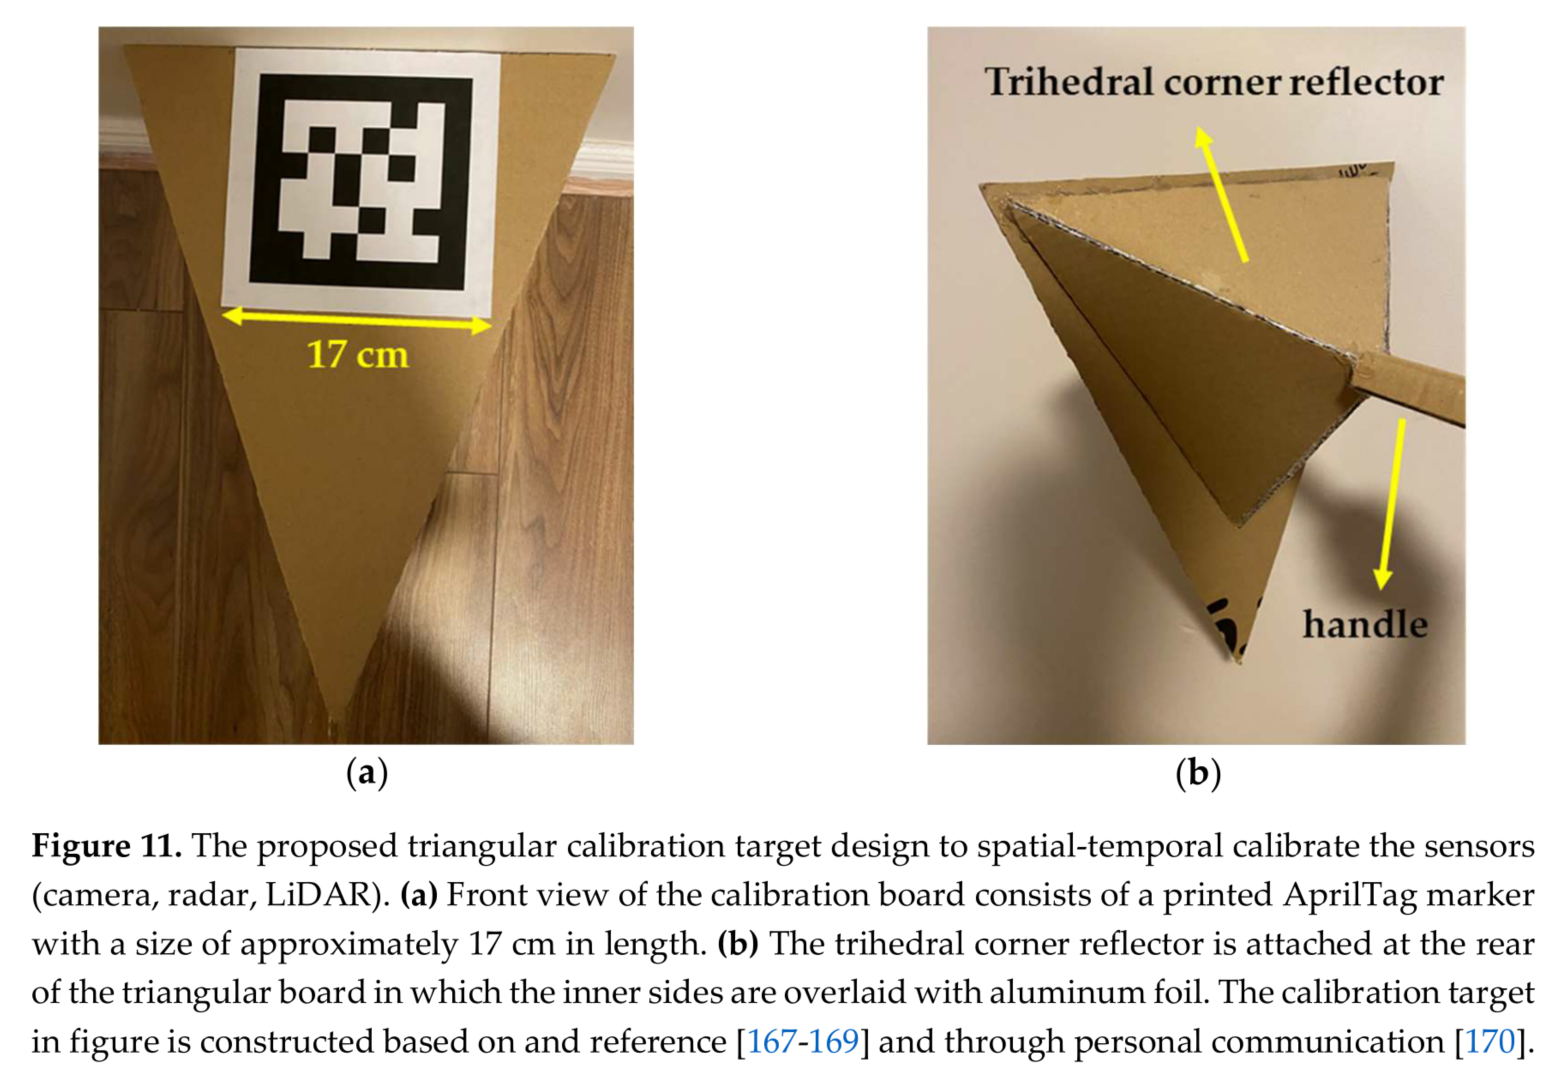 Trihedral corner reflector
17 cm
handle
(a)
(b)
Figure 11. The proposed triangular calibration target design to spatial-temporal calibrate the sensors
(camera, radar, LiDAR). (a) Front view of the calibration board consists of a printed AprilTag marker
with a size of approximately 17 cm in length. (b) The trihedral corner reflector is attached at the rear
of the triangular board in which the inner sides are overlaid with aluminum foil. The calibration target
in figure is constructed based on and reference [167-169] and through personal communication [170].